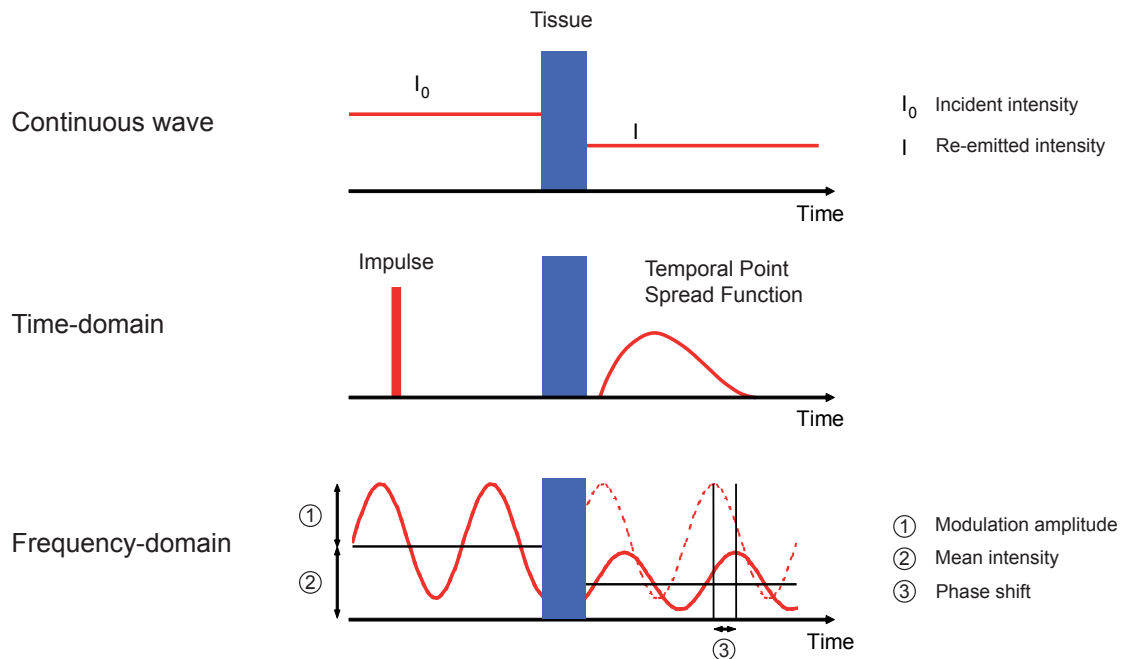 Tissue
Continuous wave
I0
I
Time
I0 Incident intensity
I Re-emitted intensity
Time-domain
Impulse
Temporal Point
Spread Function
Time
Frequency-domain
①
②
③
Time
① Modulation amplitude
② Mean intensity
③ Phase shift